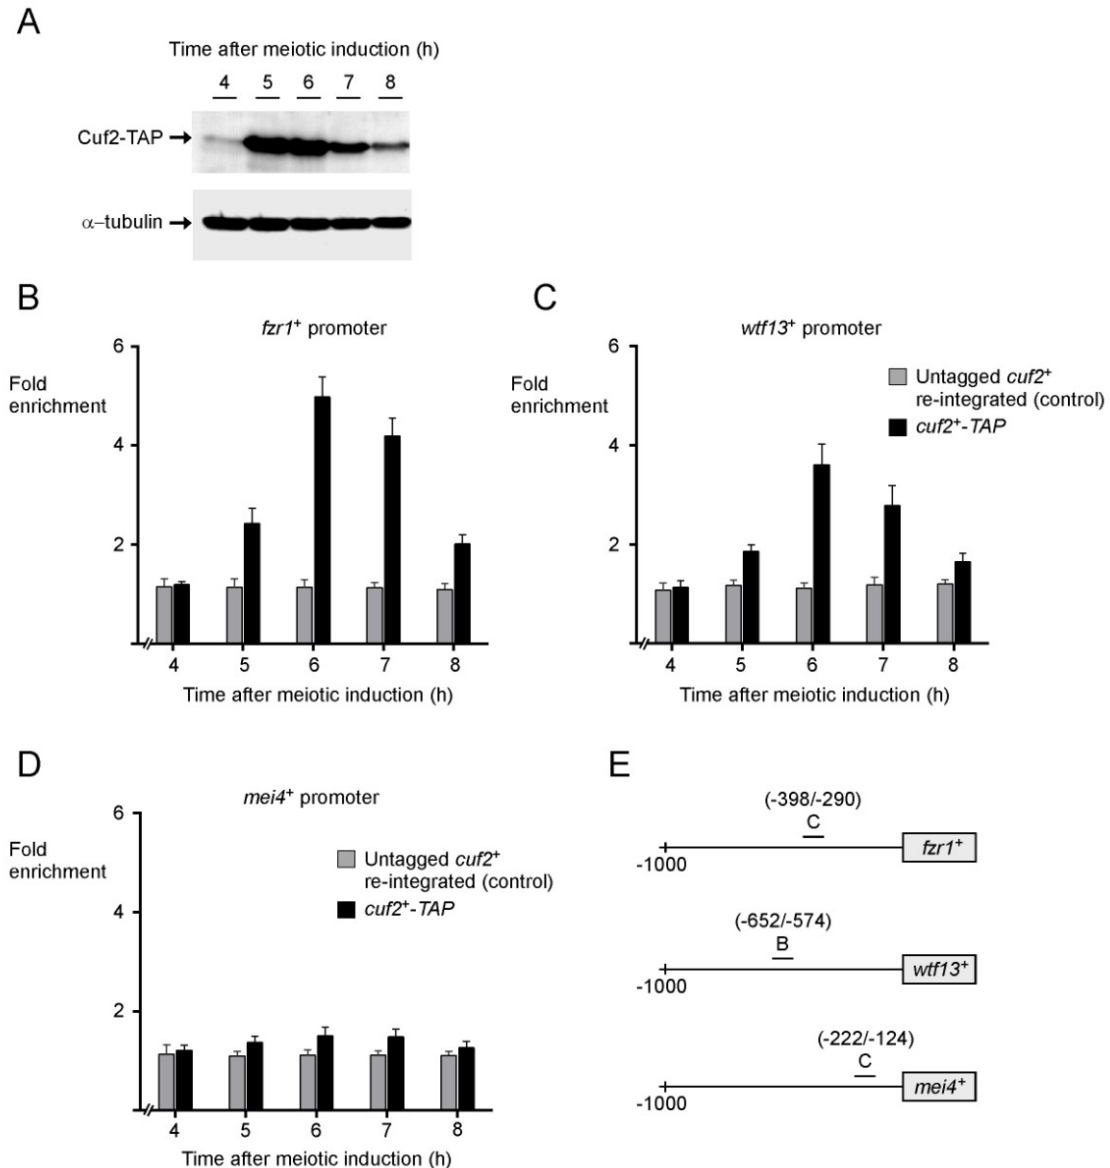 A
Time after meiotic induction (h)
4 5 6 7 8
Cuf2-TAP
α–tubulin
B
fzr1+ promoter
Fold
enrichment
6
4
2
4 5 6 7 8
Time after meiotic induction (h)
C
wtf13+ promoter
Fold
enrichment
6
4
2
Untagged cuf2+
re-integrated (control)
cuf2+-TAP
4 5 6 7 8
Time after meiotic induction (h)
D
mei4+ promoter
Fold
enrichment
6
4
2
Untagged cuf2+
re-integrated (control)
cuf2+-TAP
4 5 6 7 8
Time after meiotic induction (h)
E
(-398/-290)
C
-1000
fzr1+
(-652/-574)
B
-1000
wtf13+
(-222/-124)
C
-1000
mei4+